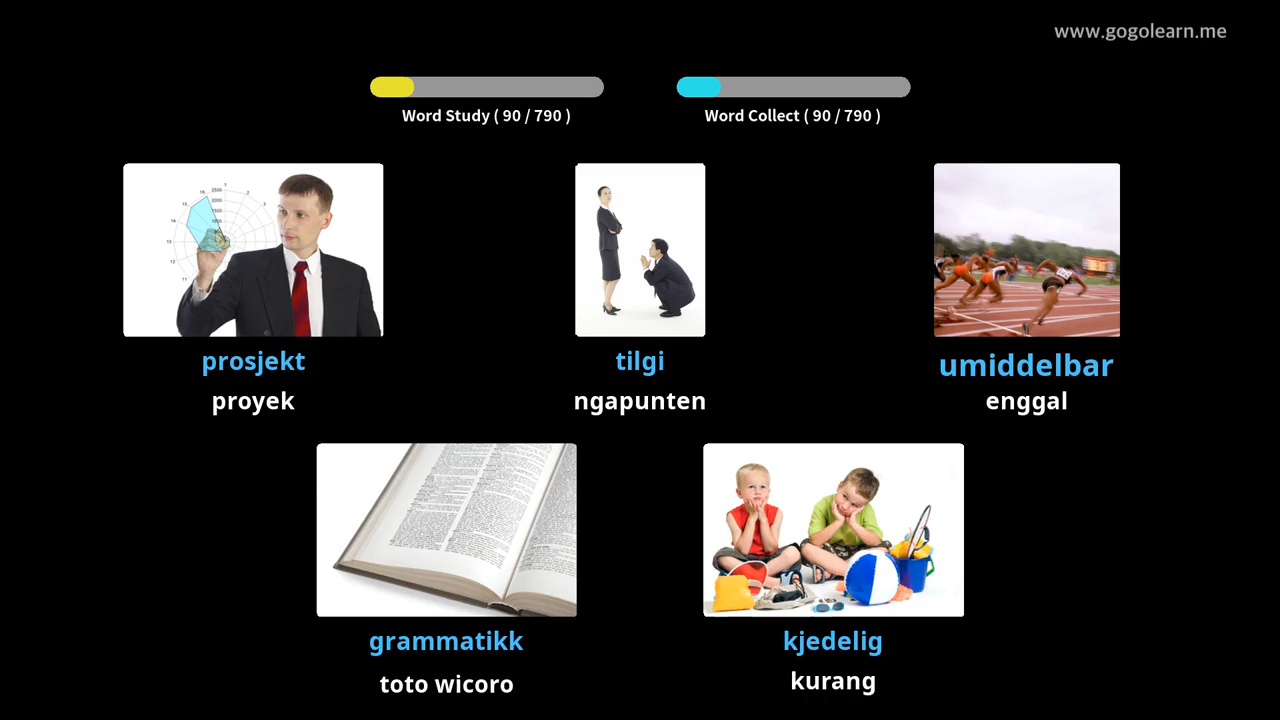 www.gogolearn.me
Word Study ( 90 / 790 )
Word Collect ( 90 / 790 )
prosjekt
proyek
tilgi
ngapunten
umiddelbar
enggal
grammatikk
toto wicoro
kjedelig
kurang